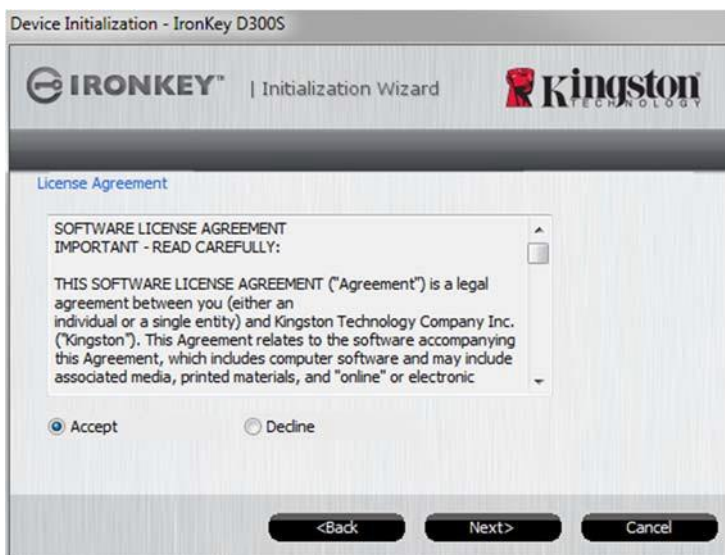 Device Initialization - IronKey D300S
IRONKEY™ | Initialization Wizard
Kingston
TECHNOLOGY
License Agreement
SOFTWARE LICENSE AGREEMENT
IMPORTANT - READ CAREFULLY:
THIS SOFTWARE LICENSE AGREEMENT ("Agreement") is a legal
agreement between you (either an
individual or a single entity) and Kingston Technology Company Inc.
("Kingston"). This Agreement relates to the software accompanying
this Agreement, which includes computer software and may include
associated media, printed materials, and "online" or electronic
Accept Decline
<Back Next> Cancel